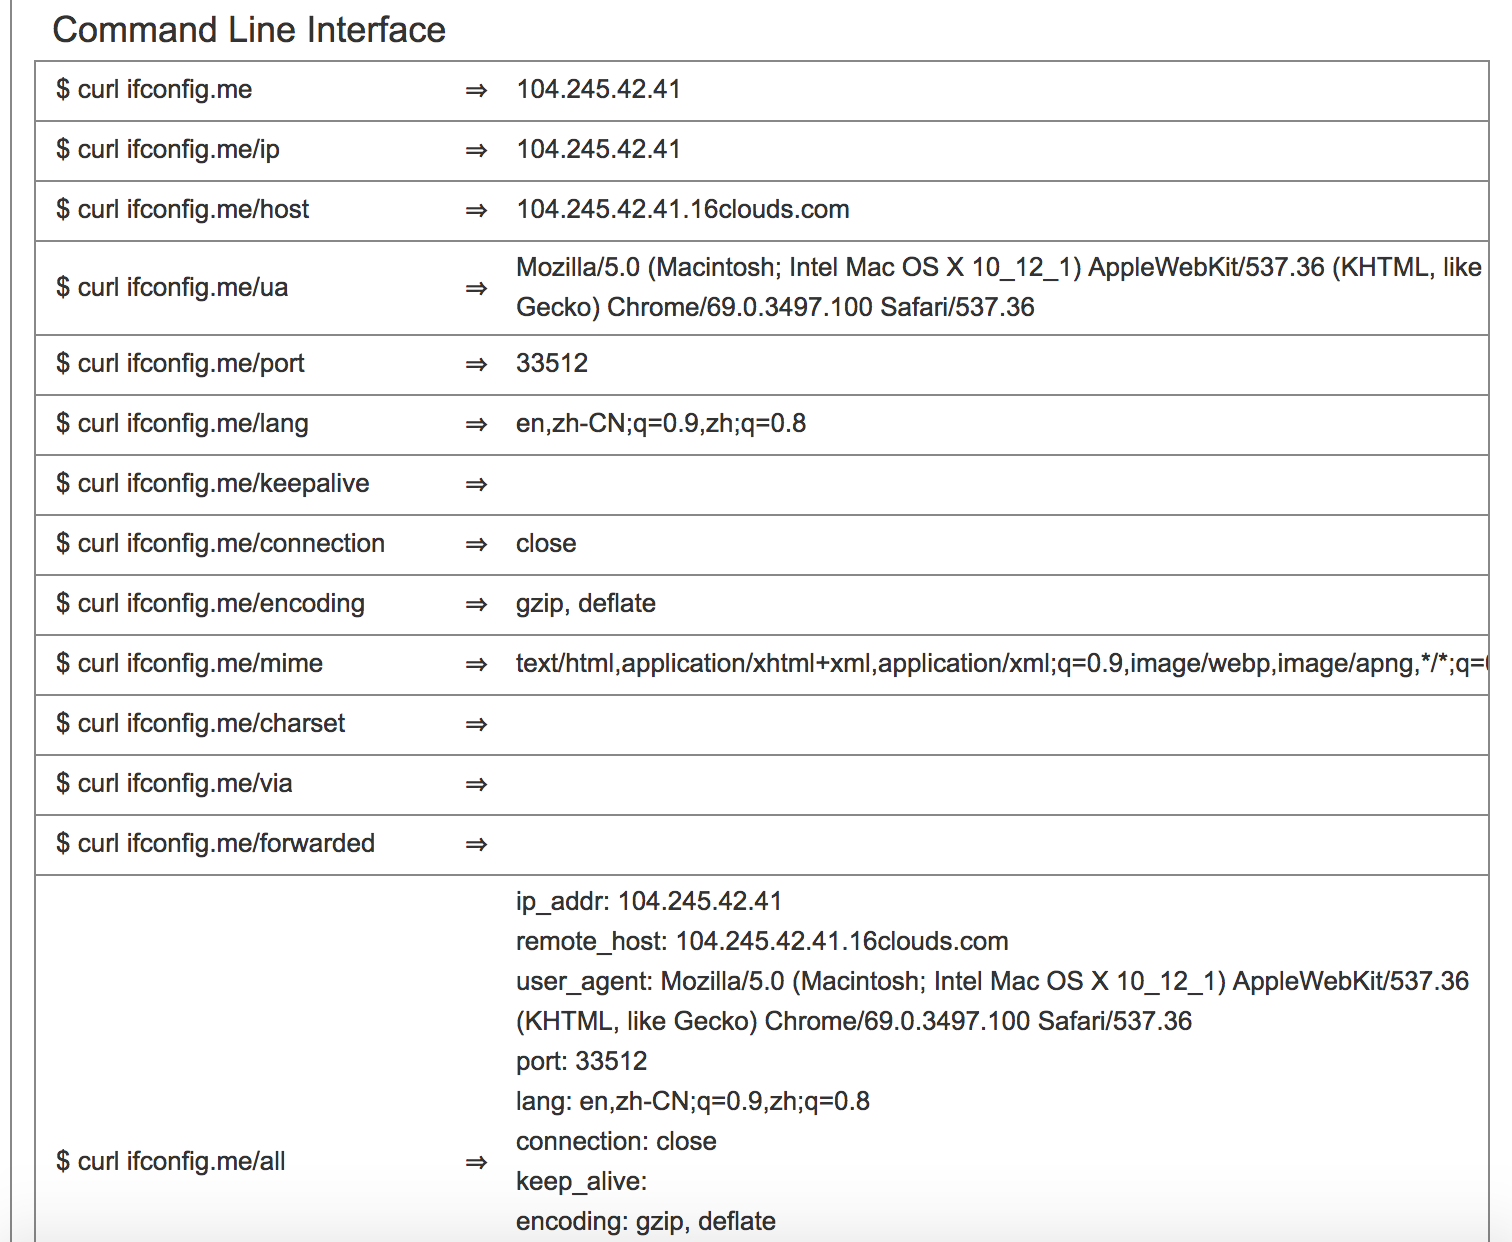 Command Line Interface
$ curl ifconfig.me ⇒ 104.245.42.41
$ curl ifconfig.me/ip ⇒ 104.245.42.41
$ curl ifconfig.me/host ⇒ 104.245.42.41.16clouds.com
$ curl ifconfig.me/ua ⇒ Mozilla/5.0 (Macintosh; Intel Mac OS X 10_12_1) AppleWebKit/537.36 (KHTML, like
Gecko) Chrome/69.0.3497.100 Safari/537.36
$ curl ifconfig.me/port ⇒ 33512
$ curl ifconfig.me/lang ⇒ en,zh-CN;q=0.9,zh;q=0.8
$ curl ifconfig.me/keepalive ⇒
$ curl ifconfig.me/connection ⇒ close
$ curl ifconfig.me/encoding ⇒ gzip, deflate
$ curl ifconfig.me/mime ⇒ text/html,application/xhtml+xml,application/xml;q=0.9,image/webp,image/apng,*/*;q=
$ curl ifconfig.me/charset ⇒
$ curl ifconfig.me/via ⇒
$ curl ifconfig.me/forwarded ⇒
ip_addr: 104.245.42.41
remote_host: 104.245.42.41.16clouds.com
user_agent: Mozilla/5.0 (Macintosh; Intel Mac OS X 10_12_1) AppleWebKit/537.36
(KHTML, like Gecko) Chrome/69.0.3497.100 Safari/537.36
port: 33512
lang: en,zh-CN;q=0.9,zh;q=0.8
connection: close
$ curl ifconfig.me/all ⇒
keep_alive:
encoding: gzip, deflate